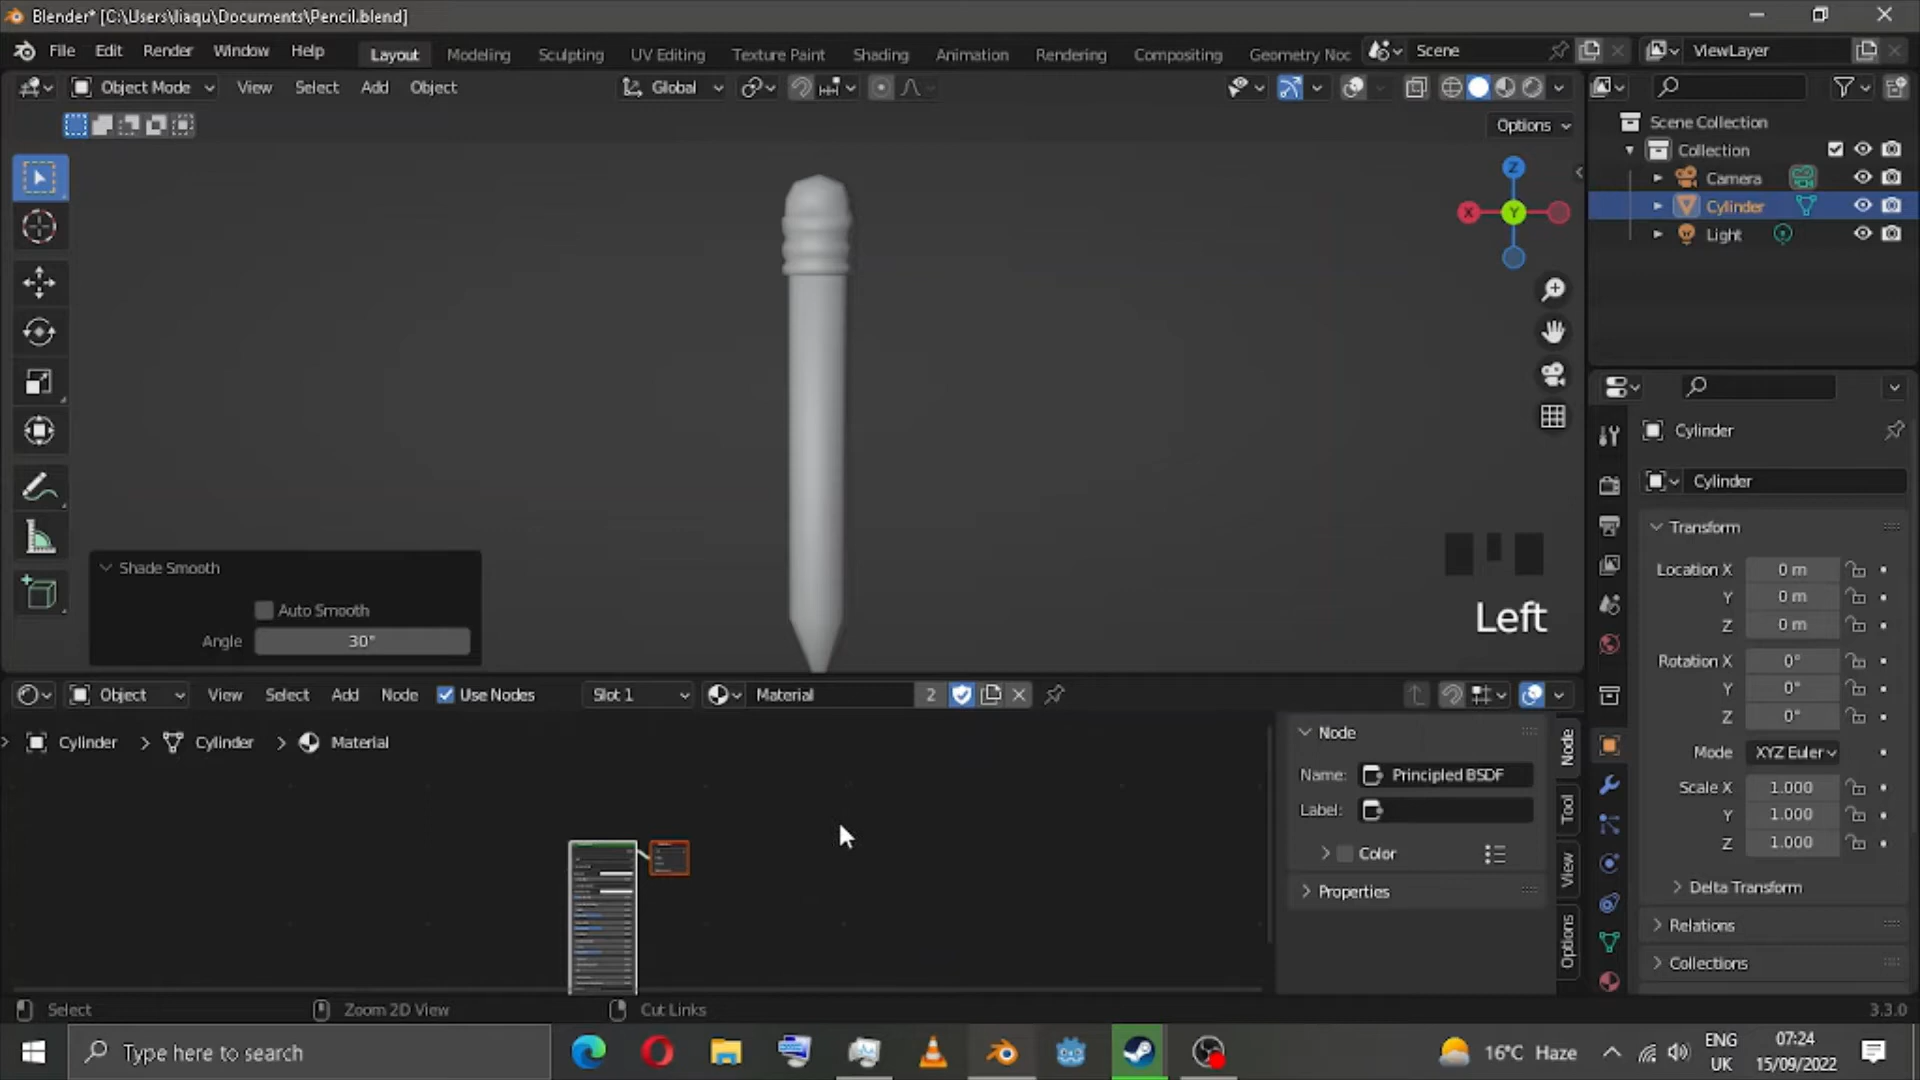 Blender* [C:\Users\liaqu\Documents\Pencil.blend]
File Edit Render Window Help Layout Modeling Sculpting UV Editing Texture Paint Shading Animation Rendering Compositing Geometry Noc Scene ViewLayer
Object Mode View Select Add Object Global
Options
Scene Collection
Collection
Camera
Cylinder
Light
Z
X
Y
Cylinder
Cylinder
Transform
Location X 0 m
Y 0 m
Z 0 m
Rotation X 0°
Y 0°
Z 0°
Mode XYZ Euler
Scale X 1.000
Y 1.000
Z 1.000
Delta Transform
Relations
Collections
Left
Shade Smooth
Auto Smooth
Angle 30°
Object View Select Add Node Use Nodes Slot 1 Material 2
Cylinder > Cylinder > Material
Node
Name: Principled BSDF
Label:
Color
Properties
Node
Tool
View
Options
Select Zoom 2D View Cut Links 3.3.0
Type here to search
16°C Haze
ENG
UK
07:24
15/09/2022